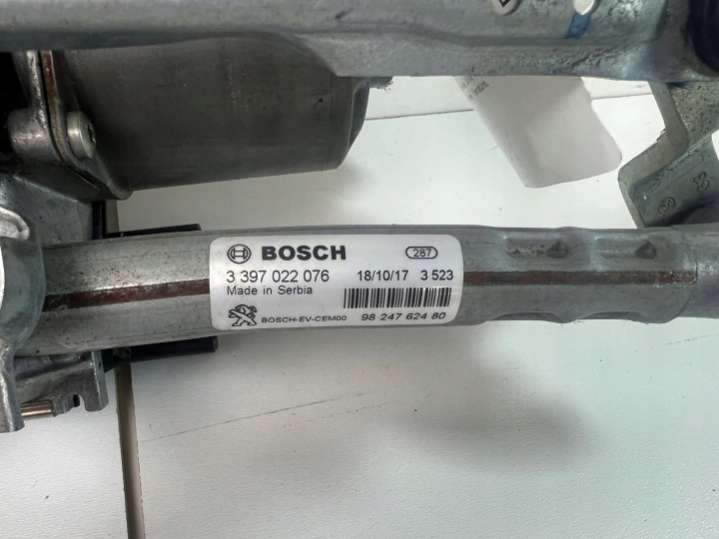 BOSCH 287
3 397 022 076 18/10/17 3 523
Made in Serbia
BOSCH-EV-CEM00 98 247 624 80